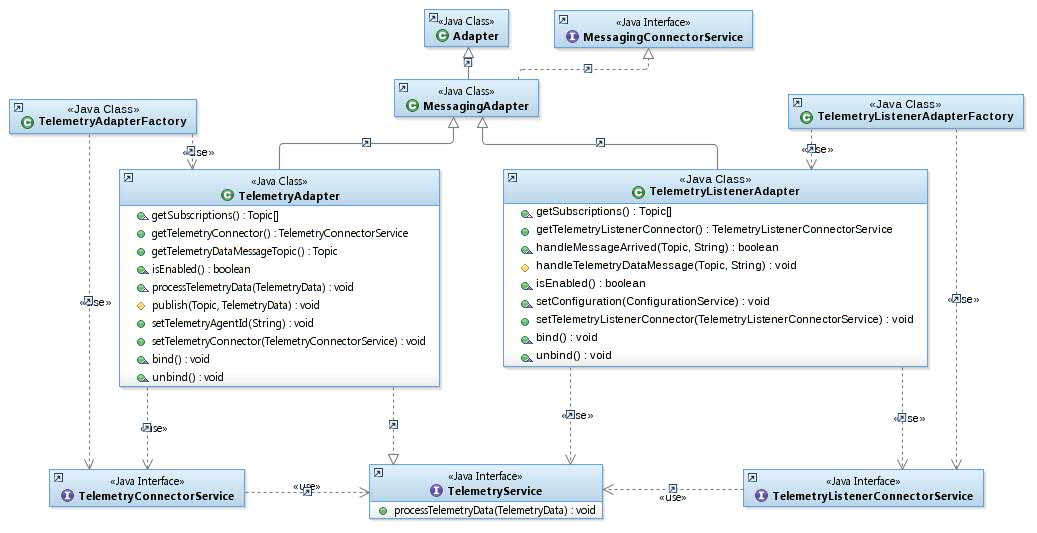 «Java Class»
Adapter
«Java Interface»
MessagingConnectorService
«Java Class»
MessagingAdapter
«Java Class»
TelemetryAdapterFactory
«Java Class»
TelemetryListenerAdapterFactory
«use»
«use»
«Java Class»
TelemetryAdapter
getSubscriptions() : Topic[]
getTelemetryConnector() : TelemetryConnectorService
getTelemetryDataMessageTopic() : Topic
isEnabled() : boolean
processTelemetryData(TelemetryData) : void
publish(Topic, TelemetryData) : void
setTelemetryAgentId(String) : void
setTelemetryConnector(TelemetryConnectorService) : void
bind() : void
unbind() : void
«Java Class»
TelemetryListenerAdapter
getSubscriptions() : Topic[]
getTelemetryListenerConnector() : TelemetryListenerConnectorService
handleMessageArrived(Topic, String) : boolean
handleTelemetryDataMessage(Topic, String) : void
isEnabled() : boolean
setConfiguration(ConfigurationService) : void
setTelemetryListenerConnector(TelemetryListenerConnectorService) : void
bind() : void
unbind() : void
«use»
«use»
«use»
«use»
«use»
«Java Interface»
TelemetryConnectorService
«use»
«Java Interface»
TelemetryService
processTelemetryData(TelemetryData) : void
«use»
«Java Interface»
TelemetryListenerConnectorService